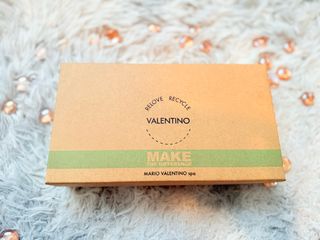 RELOVE RECYCLE
VALENTINO
MAKE
THE DIFFERENCE
MARIO VALENTINO spa